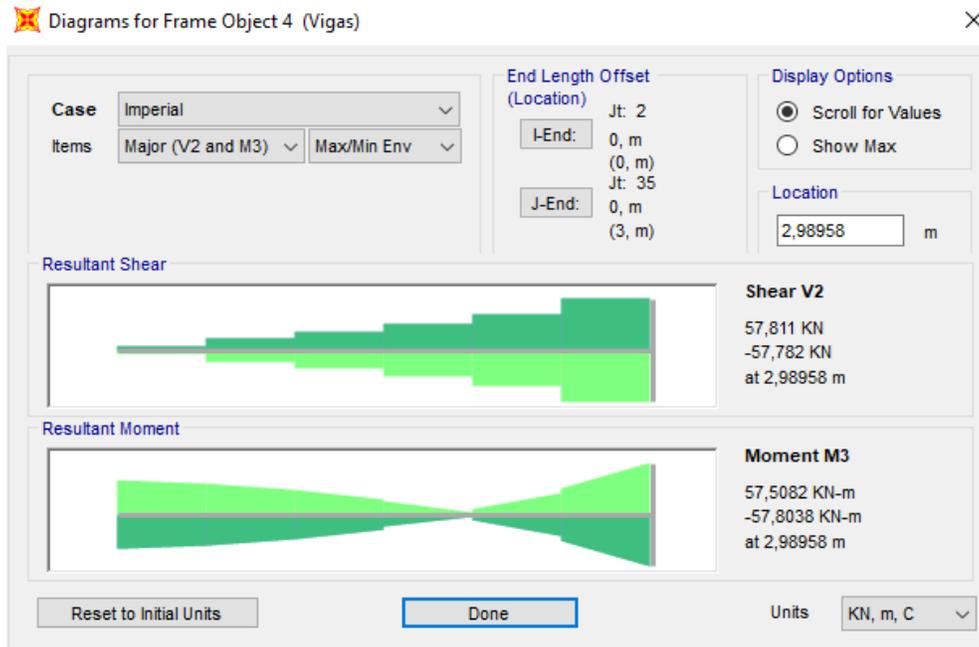 Diagrams for Frame Object 4 (Vigas)
Case Imperial
Items Major (V2 and M3) Max/Min Env
End Length Offset
(Location)
Jt: 2
I-End: 0, m
(0, m)
Jt: 35
J-End: 0, m
(3, m)
Display Options
Scroll for Values
Show Max
Location
2,98958 m
Resultant Shear
Shear V2
57,811 KN
-57,782 KN
at 2,98958 m
Resultant Moment
Moment M3
57,5082 KN-m
-57,8038 KN-m
at 2,98958 m
Reset to Initial Units Done Units KN, m, C